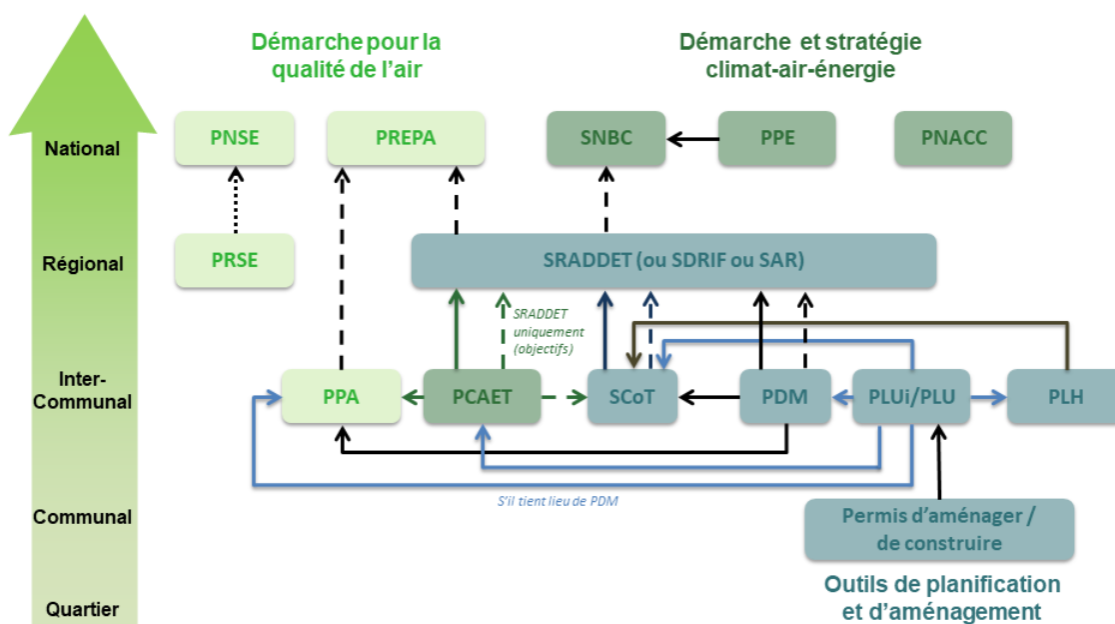 Démarche pour la
qualité de l'air
Démarche et stratégie
climat-air-énergie
National
PNSE
PREPA
SNBC
PPE
PNACC
Régional
PRSE
SRADDET (ou SDRIF ou SAR)
SRADDET
uniquement
(objectifs)
Inter-
Communal
PPA
PCAET
SCoT
PDM
PLUi/PLU
PLH
S'il tient lieu de PDM
Communal
Permis d'aménager /
de construire
Outils de planification
et d'aménagement
Quartier